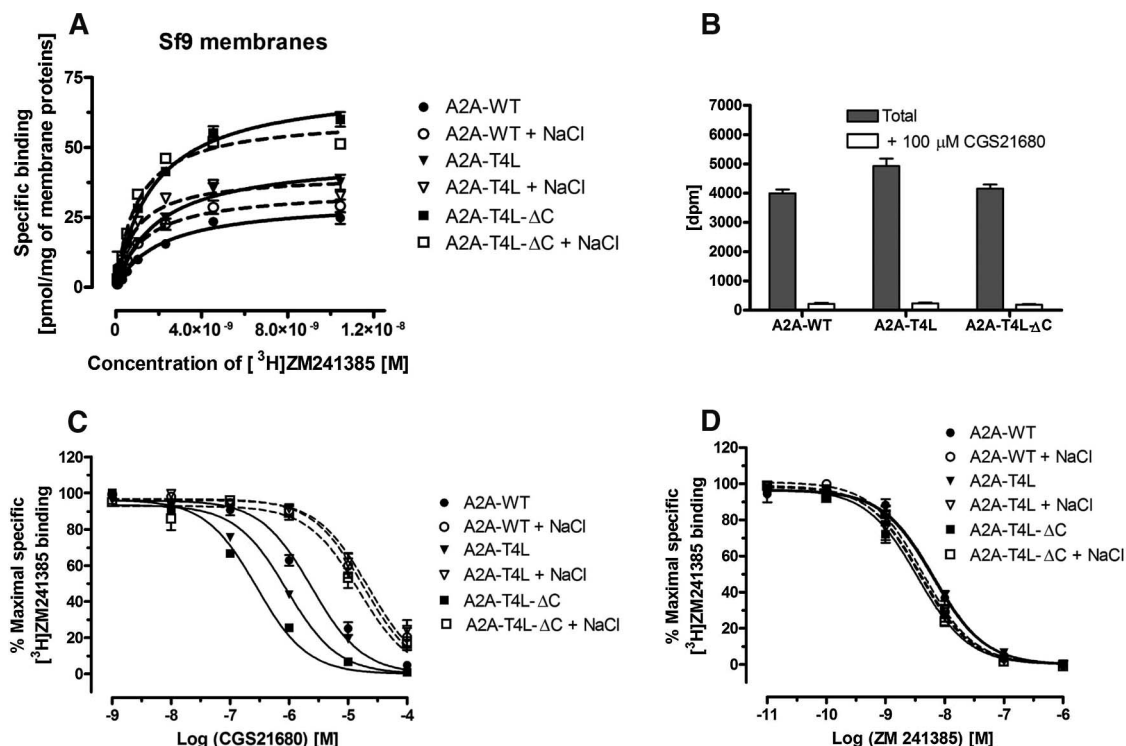 A
Sf9 membranes
Specific binding
[pmol/mg of membrane proteins]
75
50
25
0
0
4.0×10⁻⁹
8.0×10⁻⁹
1.2×10⁻⁸
Concentration of [³H]ZM241385 [M]
A2A-WT
A2A-WT + NaCl
A2A-T4L
A2A-T4L + NaCl
A2A-T4L-ΔC
A2A-T4L-ΔC + NaCl
B
[dpm]
7000
6000
5000
4000
3000
2000
1000
0
Total
+ 100 μM CGS21680
A2A-WT
A2A-T4L
A2A-T4L-ΔC
C
% Maximal specific
[³H]ZM241385 binding
120
100
80
60
40
20
0
-9
-8
-7
-6
-5
-4
Log (CGS21680) [M]
A2A-WT
A2A-WT + NaCl
A2A-T4L
A2A-T4L + NaCl
A2A-T4L-ΔC
A2A-T4L-ΔC + NaCl
D
% Maximal specific
[³H]ZM241385 binding
120
100
80
60
40
20
0
-11
-10
-9
-8
-7
-6
Log (ZM 241385) [M]
A2A-WT
A2A-WT + NaCl
A2A-T4L
A2A-T4L + NaCl
A2A-T4L-ΔC
A2A-T4L-ΔC + NaCl